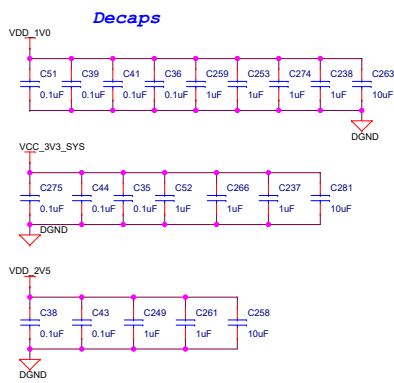 Decaps
VDD_1V0
C51 C39 C41 C36 C259 C253 C274 C238 C263
0.1uF 0.1uF 0.1uF 0.1uF 1uF 1uF 1uF 1uF 10uF
DGND
VCC_3V3_SYS
C275 C44 C35 C52 C266 C237 C281
0.1uF 0.1uF 0.1uF 1uF 1uF 1uF 10uF
DGND
VDD_2V5
C38 C43 C249 C261 C258
0.1uF 0.1uF 1uF 1uF 10uF
DGND